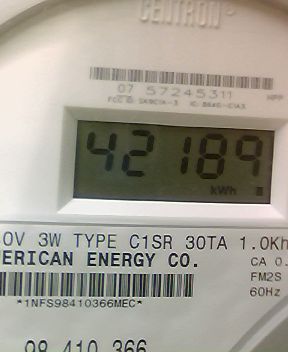 CENTRON
07 57245311
42189
kWh
0V 3W TYPE C1SR 30TA 1.0Kh
ERICAN ENERGY CO.
CA 0.
FM2S
60Hz
*1NFS98410366MEC*
98 410 366